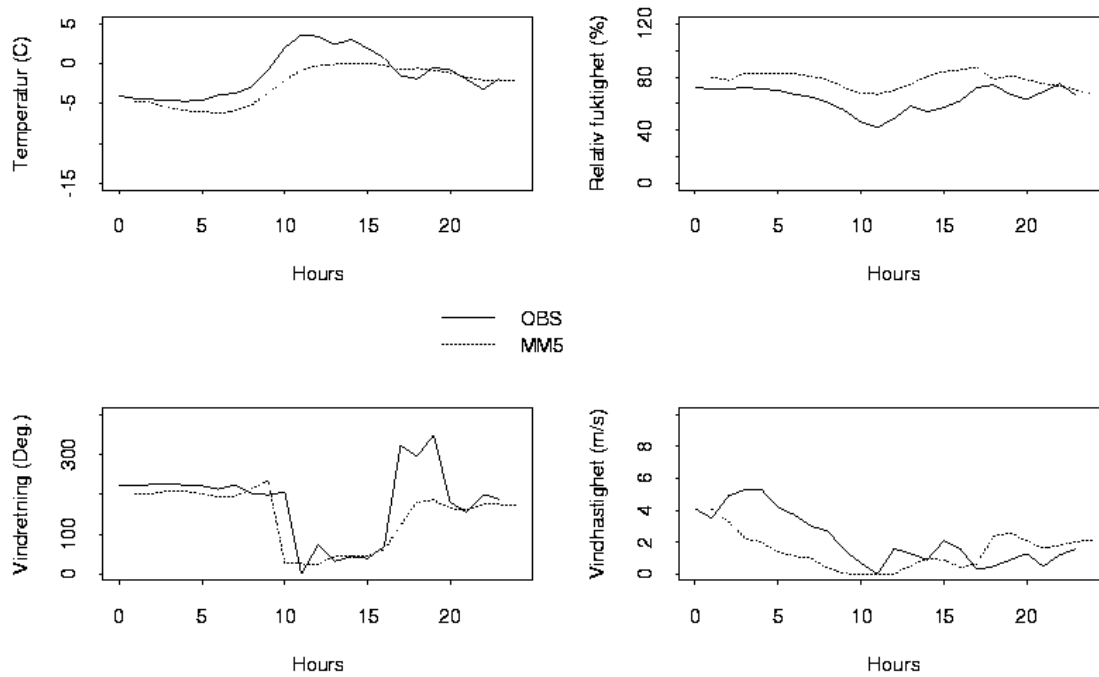 Temperatur (C)
5
0
-5
-15
0 5 10 15 20
Hours
Relativ fuktighet (%)
120
80
40
0
0 5 10 15 20
Hours
OBS
MM5
Vindretning (Deg.)
300
100
0
0 5 10 15 20
Hours
Vindhastighet (m/s)
8
6
4
2
0
0 5 10 15 20
Hours